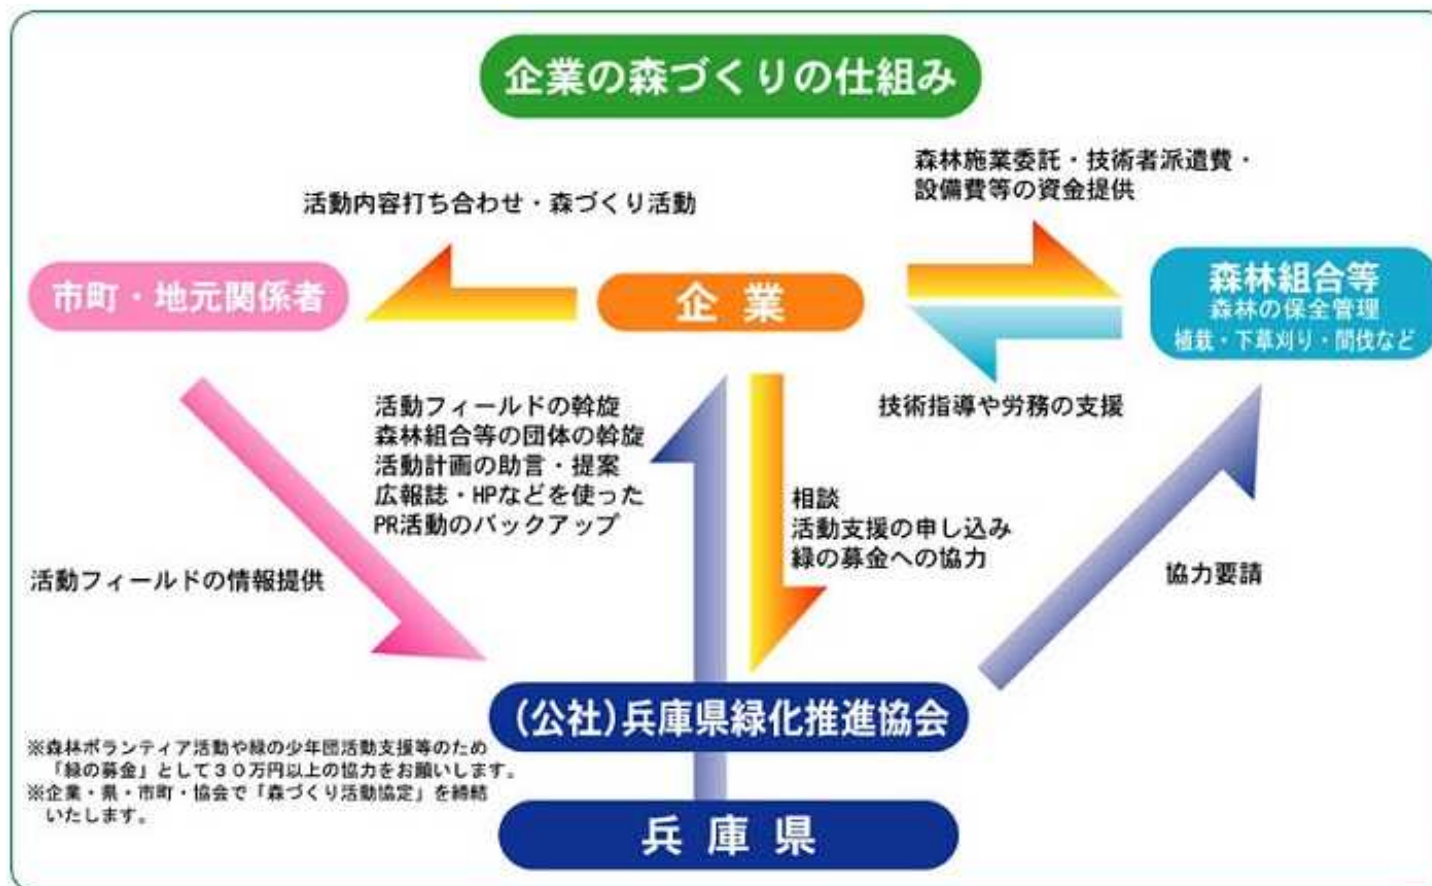 企業の森づくりの仕組み
森林施業委託・技術者派遣費・
設備費等の資金提供
活動内容打ち合わせ・森づくり活動
市町・地元関係者
企業
森林組合等
森林の保全管理
植栽・下草刈り・間伐など
技術指導や労務の支援
活動フィールドの斡旋
森林組合等の団体の斡旋
活動計画の助言・提案
広報誌・HPなどを使った
PR活動のバックアップ
相談
活動支援の申し込み
緑の募金への協力
活動フィールドの情報提供
協力要請
(公社)兵庫県緑化推進協会
※森林ボランティア活動や緑の少年団活動支援等のため
「緑の募金」として30万円以上の協力をお願いします。
※企業・県・市町・協会で「森づくり活動協定」を締結
いたします。
兵庫県